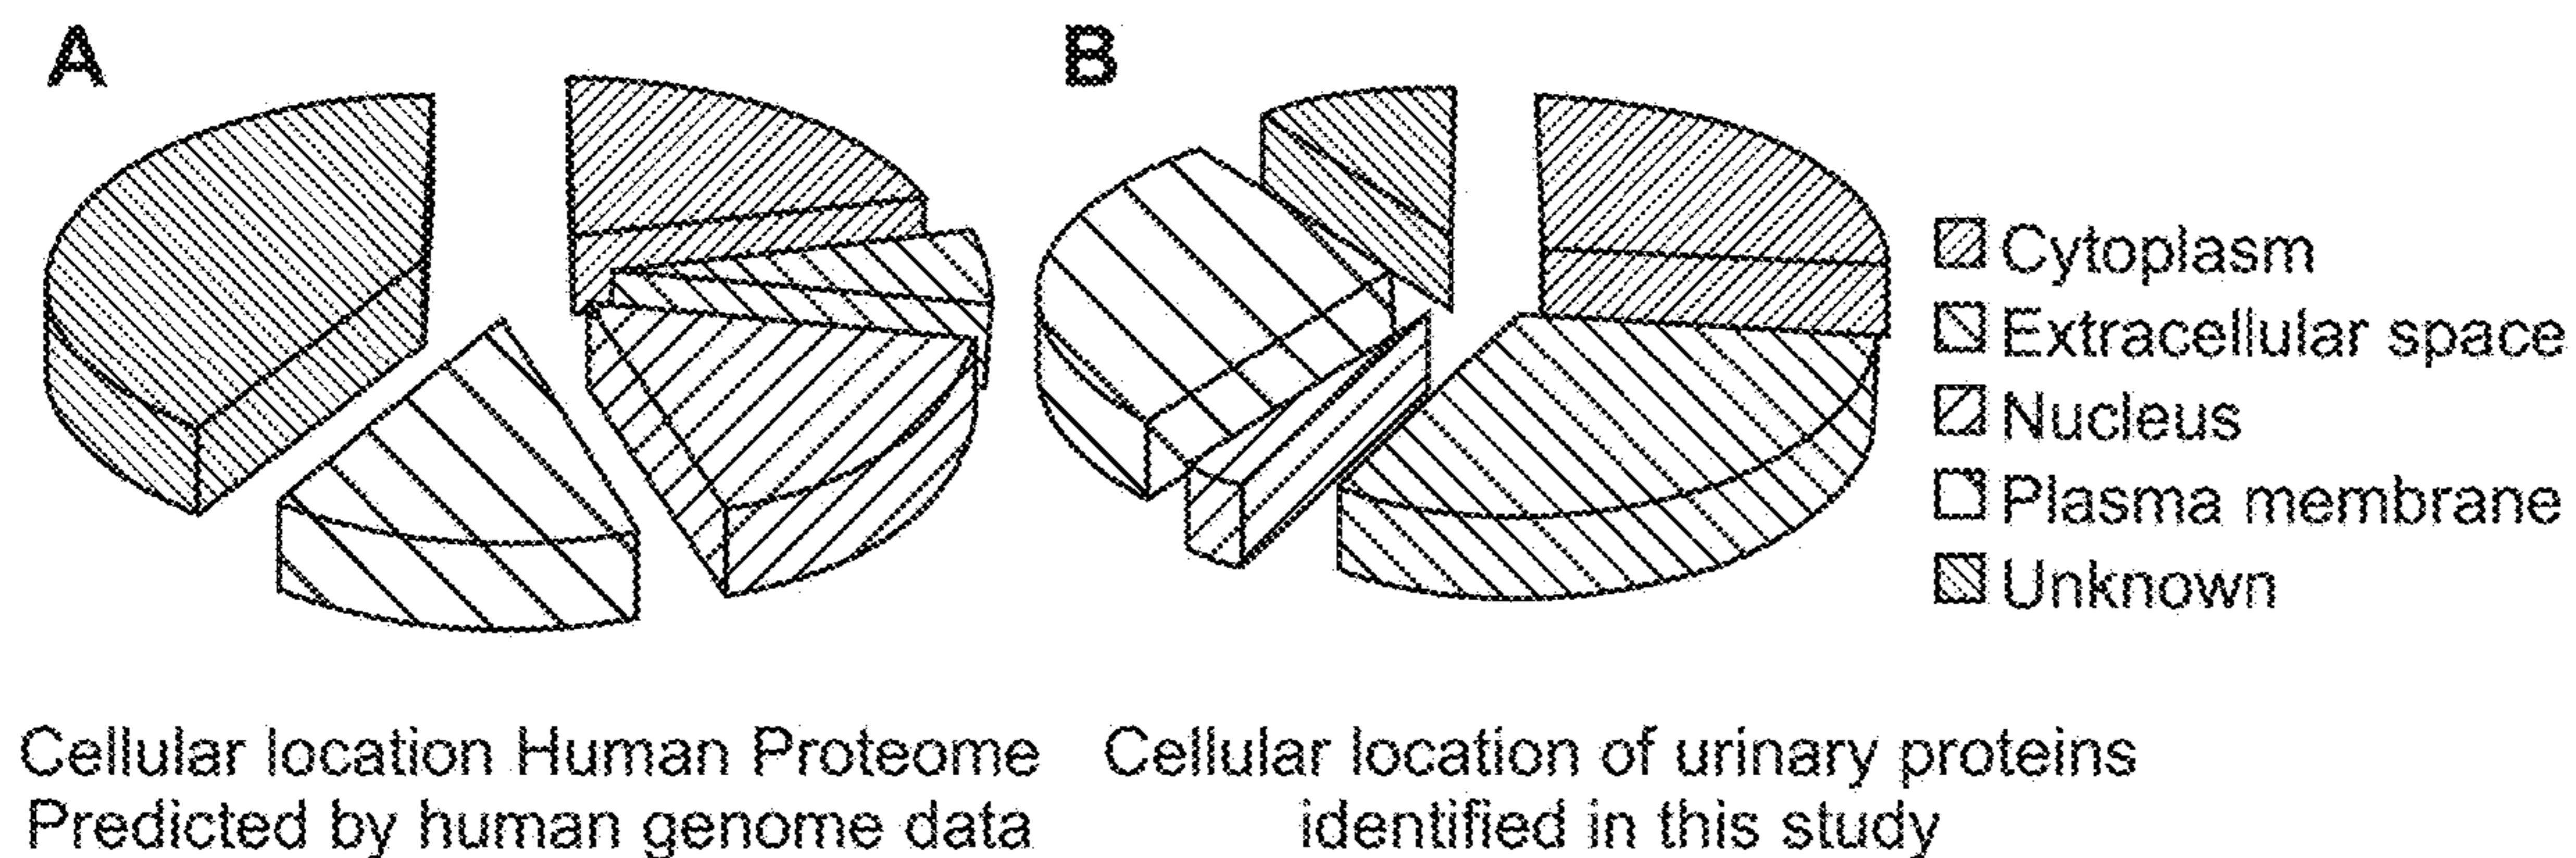 A
B
Cytoplasm
Extracellular space
Nucleus
Plasma membrane
Unknown
Cellular location Human Proteome
Predicted by human genome data
Cellular location of urinary proteins
identified in this study